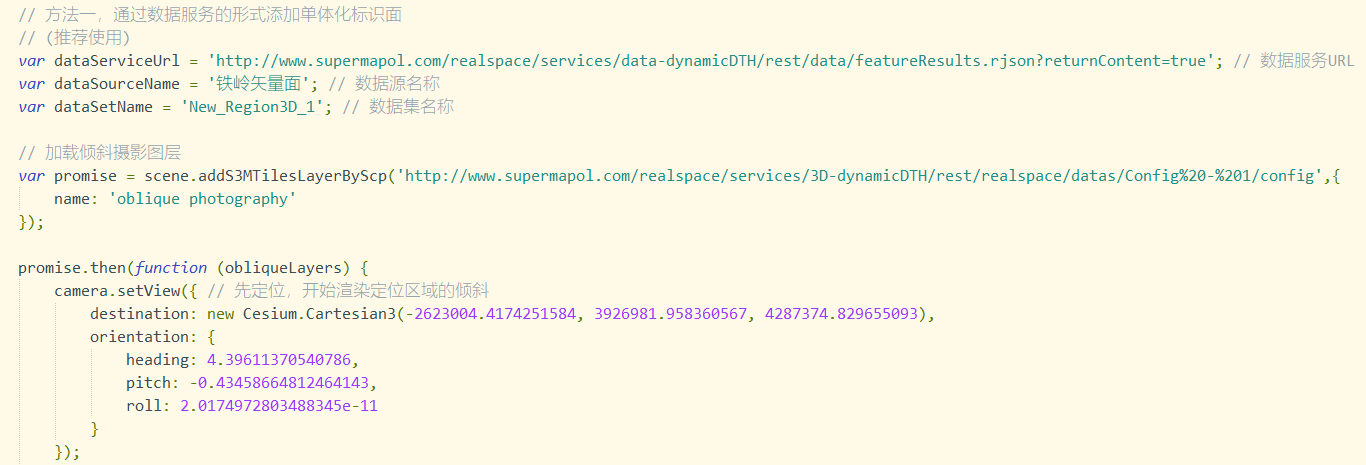 // 方法一，通过数据服务的形式添加单体化标识面
// (推荐使用)
var dataServiceUrl = 'http://www.supermapol.com/realspace/services/data-dynamicDTH/rest/data/featureResults.rjson?returnContent=true'; // 数据服务URL
var dataSourceName = '铁岭矢量面'; // 数据源名称
var dataSetName = 'New_Region3D_1'; // 数据集名称
// 加载倾斜摄影图层
var promise = scene.addS3MTilesLayerByScp('http://www.supermapol.com/realspace/services/3D-dynamicDTH/rest/realspace/datas/Config%20-%201/config',{
name: 'oblique photography'
});
promise.then(function (obliqueLayers) {
camera.setView({ // 先定位，开始渲染定位区域的倾斜
destination: new Cesium.Cartesian3(-2623004.4174251584, 3926981.958360567, 4287374.829655093),
orientation: {
heading: 4.39611370540786,
pitch: -0.43458664812464143,
roll: 2.0174972803488345e-11
}
});